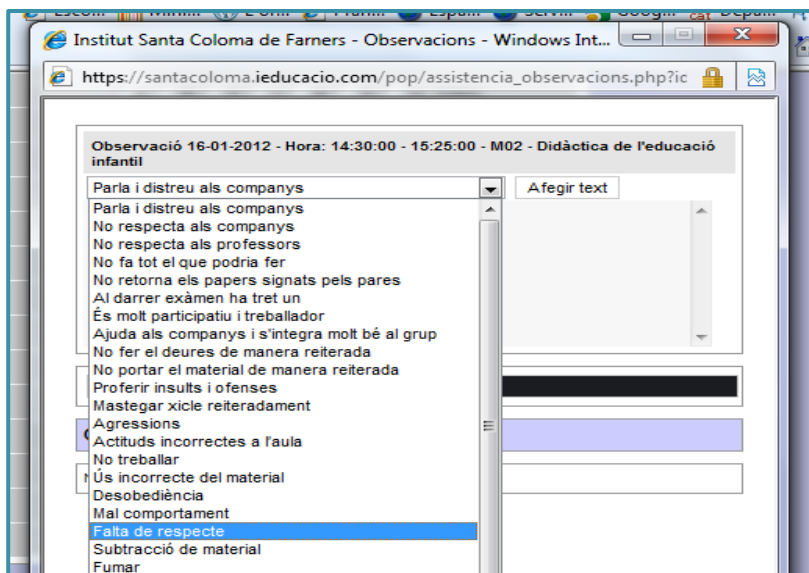 Institut Santa Coloma de Farners - Observacions - Windows Int...
https://santacoloma.ieducacio.com/pop/assistencia_observacions.php?ic
Observació 16-01-2012 - Hora: 14:30:00 - 15:25:00 - M02 - Didàctica de l'educació
infantil
Parla i distreu als companys
Afegir text
Parla i distreu als companys
No respecta als companys
No respecta als professors
No fa tot el que podria fer
No retorna els papers signats pels pares
Al darrer exàmen ha tret un
És molt participatiu i treballador
Ajuda als companys i s'integra molt bé al grup
No fer el deures de manera reiterada
No portar el material de manera reiterada
Proferir insults i ofenses
Mastegar xicle reiteradament
Agressions
Actituds incorrectes a l'aula
No treballar
Ús incorrecte del material
Desobediència
Mal comportament
Falta de respecte
Subtracció de material
Fumar